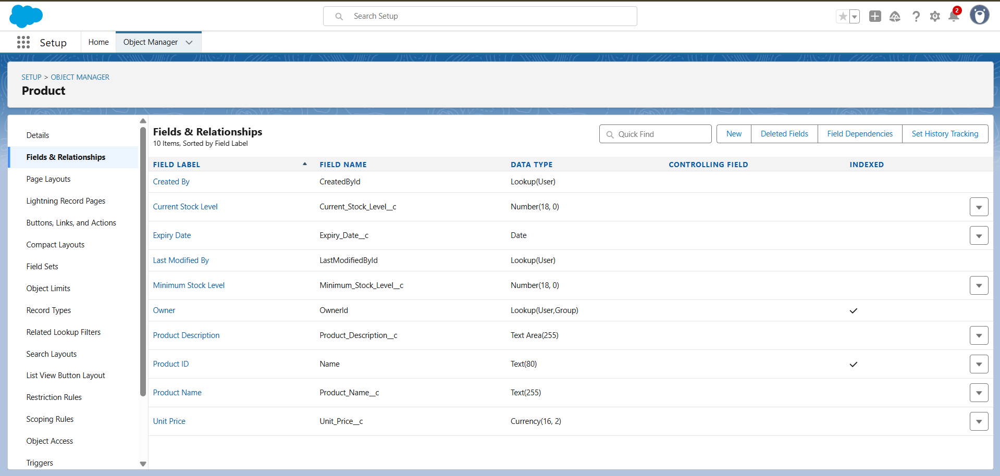 Search Setup
2
Setup
Home
Object Manager
SETUP > OBJECT MANAGER
Product
Details
Fields & Relationships
Page Layouts
Lightning Record Pages
Buttons, Links, and Actions
Compact Layouts
Field Sets
Object Limits
Record Types
Related Lookup Filters
Search Layouts
List View Button Layout
Restriction Rules
Scoping Rules
Object Access
Triggers
Fields & Relationships
10 Items, Sorted by Field Label
Quick Find
New
Deleted Fields
Field Dependencies
Set History Tracking
FIELD LABEL FIELD NAME DATA TYPE CONTROLLING FIELD INDEXED
Created By CreatedById Lookup(User)
Current Stock Level Current_Stock_Level__c Number(18, 0)
Expiry Date Expiry_Date__c Date
Last Modified By LastModifiedById Lookup(User)
Minimum Stock Level Minimum_Stock_Level__c Number(18, 0)
Owner OwnerId Lookup(User,Group)
Product Description Product_Description__c Text Area(255)
Product ID Name Text(80)
Product Name Product_Name__c Text(255)
Unit Price Unit_Price__c Currency(16, 2)